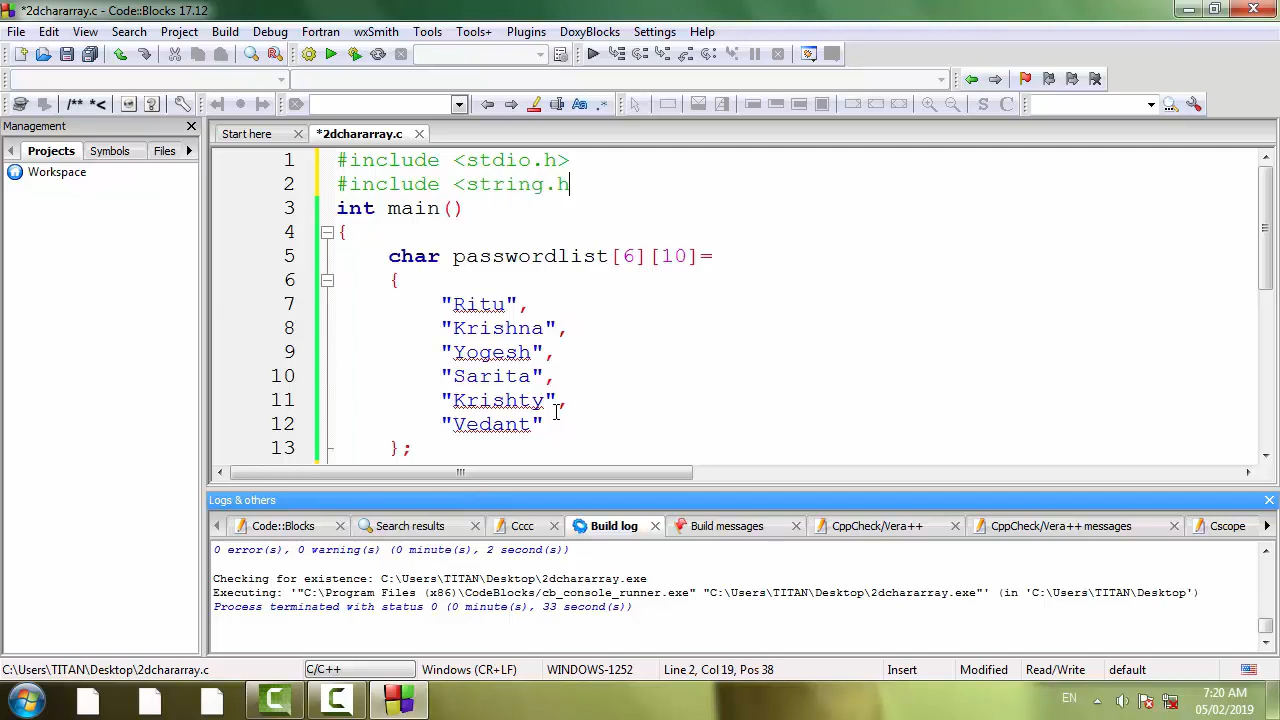 *2dchararray.c - Code::Blocks 17.12
File Edit View Search Project Build Debug Fortran wxSmith Tools Tools+ Plugins DoxyBlocks Settings Help
/** *<
S C
Management
Projects Symbols Files
Workspace
Start here *2dchararray.c
1 #include <stdio.h>
2 #include <string.h
3 int main()
4 {
5 char passwordlist[6][10]=
6 {
7 "Ritu",
8 "Krishna",
9 "Yogesh",
10 "Sarita",
11 "Krishty",
12 "Vedant"
13 };
Logs & others
Code::Blocks Search results Cccc Build log Build messages CppCheck/Vera++ CppCheck/Vera++ messages Cscope
0 error(s), 0 warning(s) (0 minute(s), 2 second(s))
Checking for existence: C:\Users\TITAN\Desktop\2dchararray.exe
Executing: '"C:\Program Files (x86)\CodeBlocks/cb_console_runner.exe" "C:\Users\TITAN\Desktop\2dchararray.exe"' (in 'C:\Users\TITAN\Desktop')
Process terminated with status 0 (0 minute(s), 33 second(s))
C:\Users\TITAN\Desktop\2dchararray.c C/C++ Windows (CR+LF) WINDOWS-1252 Line 2, Col 19, Pos 38 Insert Modified Read/Write default
EN 7:20 AM
05/02/2019